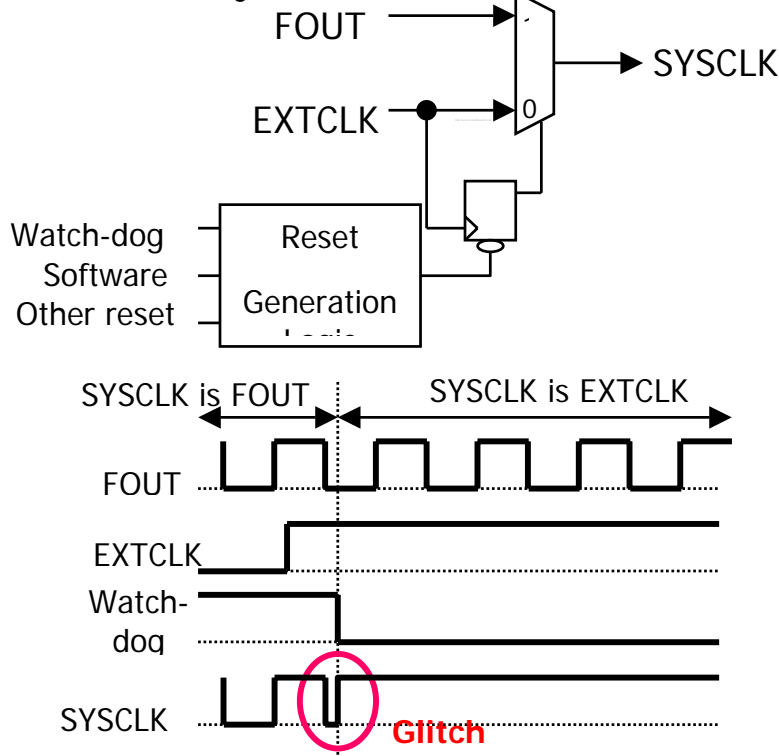 FOUT
SYSCLK
EXTCLK
0
Watch-dog
Software
Other reset
Reset
Generation
SYSCLK is FOUT
SYSCLK is EXTCLK
FOUT
EXTCLK
Watch-
dog
SYSCLK
Glitch